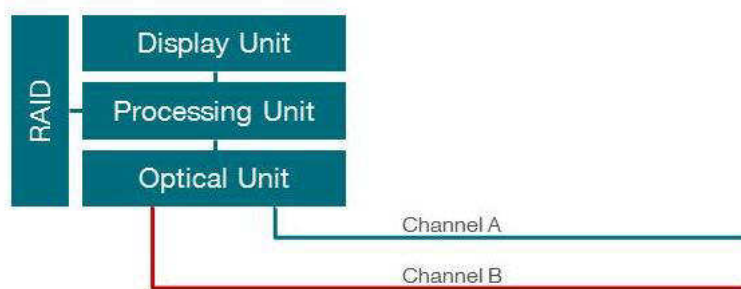 Display Unit
RAID
Processing Unit
Optical Unit
Channel A
Channel B